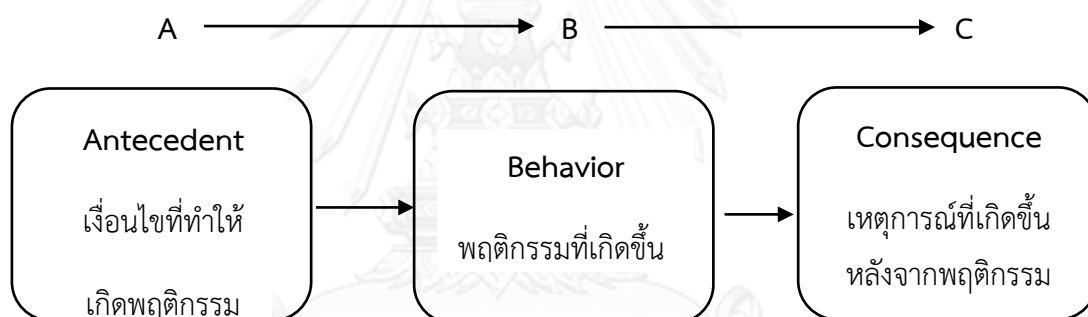 A B C
Antecedent
เงื่อนไขที่ทำให้
เกิดพฤติกรรม
Behavior
พฤติกรรมที่เกิดขึ้น
Consequence
เหตุการณ์ที่เกิดขึ้น
หลังจากพฤติกรรม